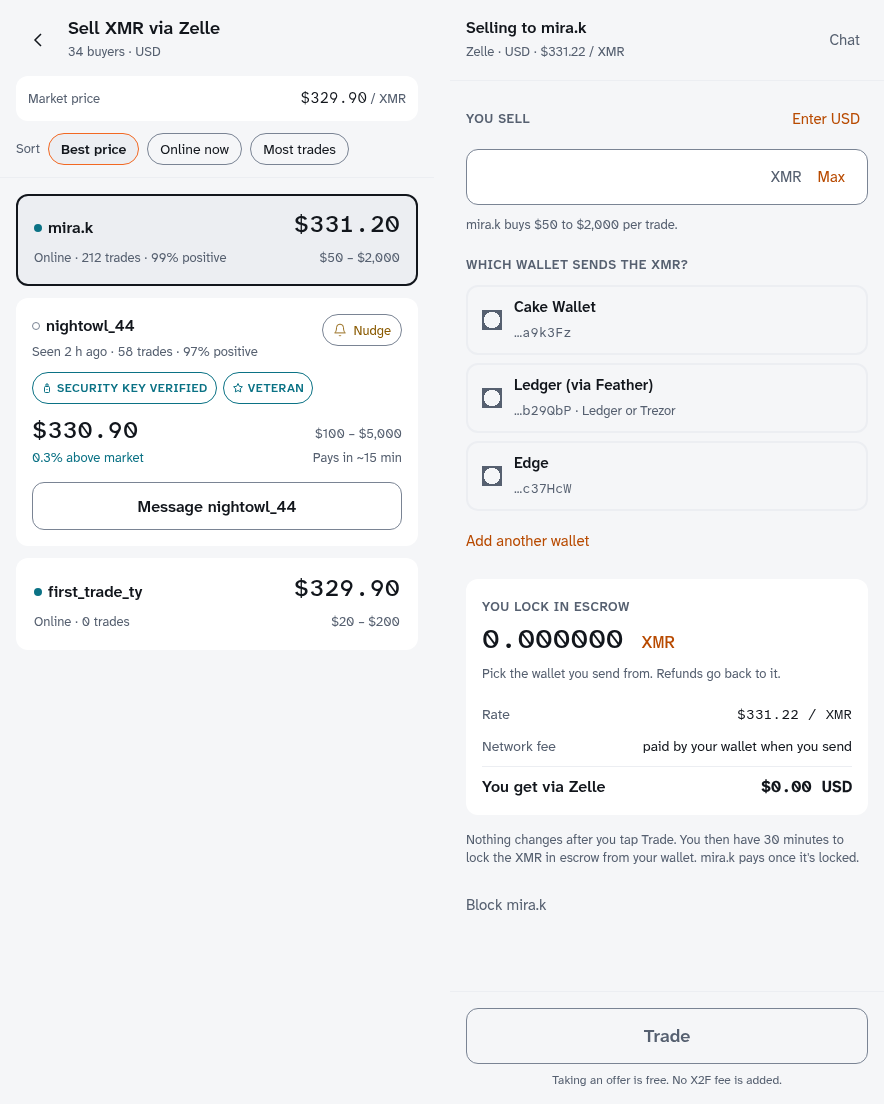 Sell XMR via Zelle
34 buyers · USD
Market price
$329.90 / XMR
Sort
Best price
Online now
Most trades
mira.k
$331.20
Online · 212 trades · 99% positive
$50 – $2,000
nightowl_44
Nudge
Seen 2 h ago · 58 trades · 97% positive
SECURITY KEY VERIFIED
VETERAN
$330.90
$100 – $5,000
0.3% above market
Pays in ~15 min
Message nightowl_44
first_trade_ty
$329.90
Online · 0 trades
$20 – $200
Selling to mira.k
Zelle · USD · $331.22 / XMR
Chat
YOU SELL
Enter USD
XMR
Max
mira.k buys $50 to $2,000 per trade.
WHICH WALLET SENDS THE XMR?
Cake Wallet
…a9k3Fz
Ledger (via Feather)
…b29QbP · Ledger or Trezor
Edge
…c37HcW
Add another wallet
YOU LOCK IN ESCROW
0.000000 XMR
Pick the wallet you send from. Refunds go back to it.
Rate
$331.22 / XMR
Network fee
paid by your wallet when you send
You get via Zelle
$0.00 USD
Nothing changes after you tap Trade. You then have 30 minutes to
lock the XMR in escrow from your wallet. mira.k pays once it's locked.
Block mira.k
Trade
Taking an offer is free. No X2F fee is added.